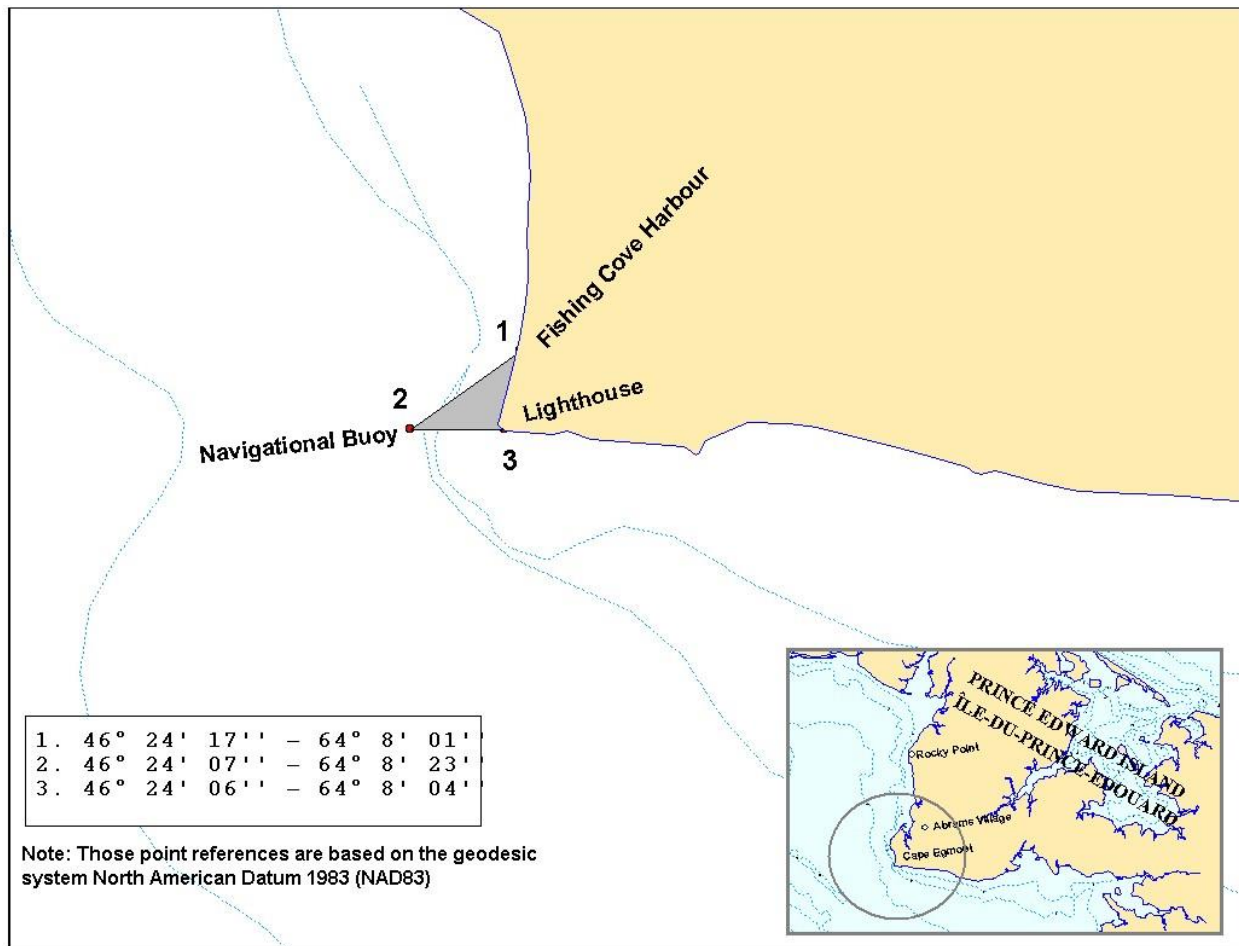 Fishing Cove Harbour
1
Lighthouse
2
Navigational Buoy
3
1. 46° 24' 17'' – 64° 8' 01''
2. 46° 24' 07'' – 64° 8' 23''
3. 46° 24' 06'' – 64° 8' 04''
Note: Those point references are based on the geodesic
system North American Datum 1983 (NAD83)
PRINCE EDWARD ISLAND
ÎLE-DU-PRINCE-EDOUARD
Rocky Point
Abrams Village
Cape Egmont